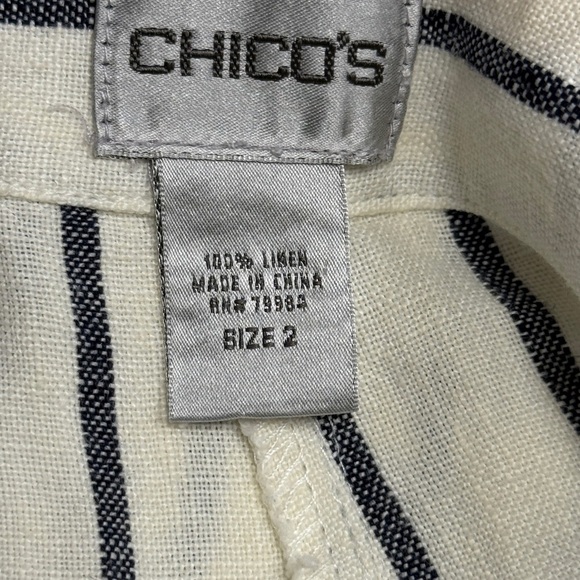 CHICO'S
100% LINEN
MADE IN CHINA
RN# 79984
SIZE 2